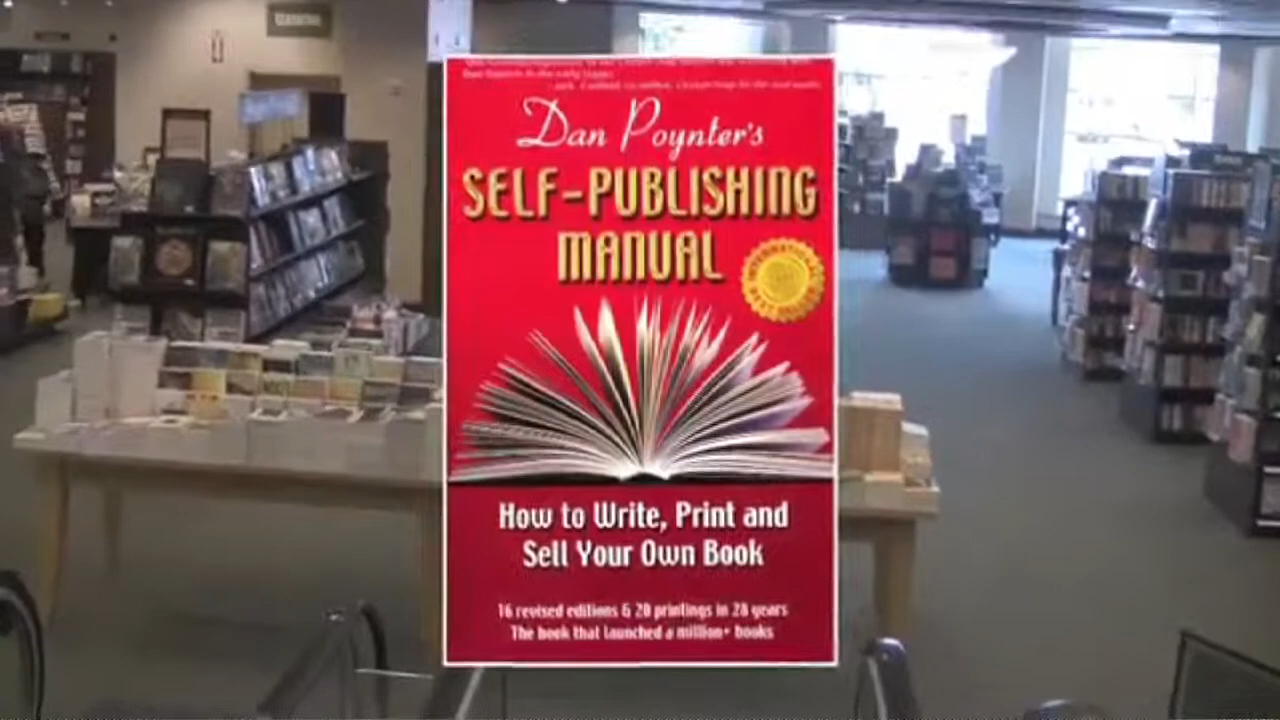 Dan Poynter's
SELF-PUBLISHING
MANUAL
How to Write, Print and
Sell Your Own Book
16 revised editions & 20 printings in 28 years
The book that launched a million+ books